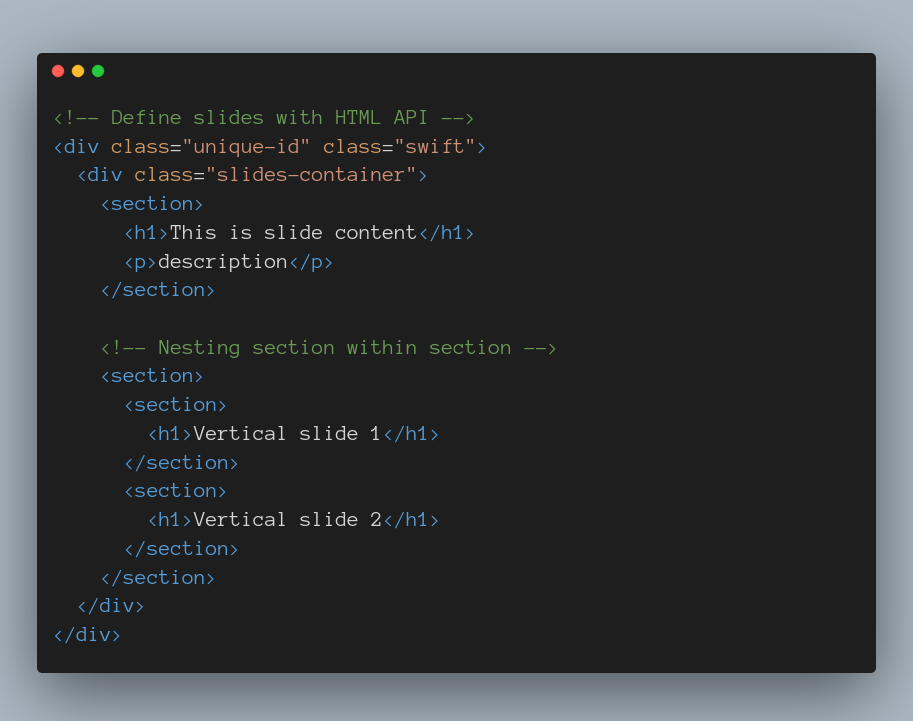 <!-- Define slides with HTML API -->
<div class="unique-id" class="swift">
  <div class="slides-container">
    <section>
      <h1>This is slide content</h1>
      <p>description</p>
    </section>

    <!-- Nesting section within section -->
    <section>
      <section>
        <h1>Vertical slide 1</h1>
      </section>
      <section>
        <h1>Vertical slide 2</h1>
      </section>
    </section>
  </div>
</div>